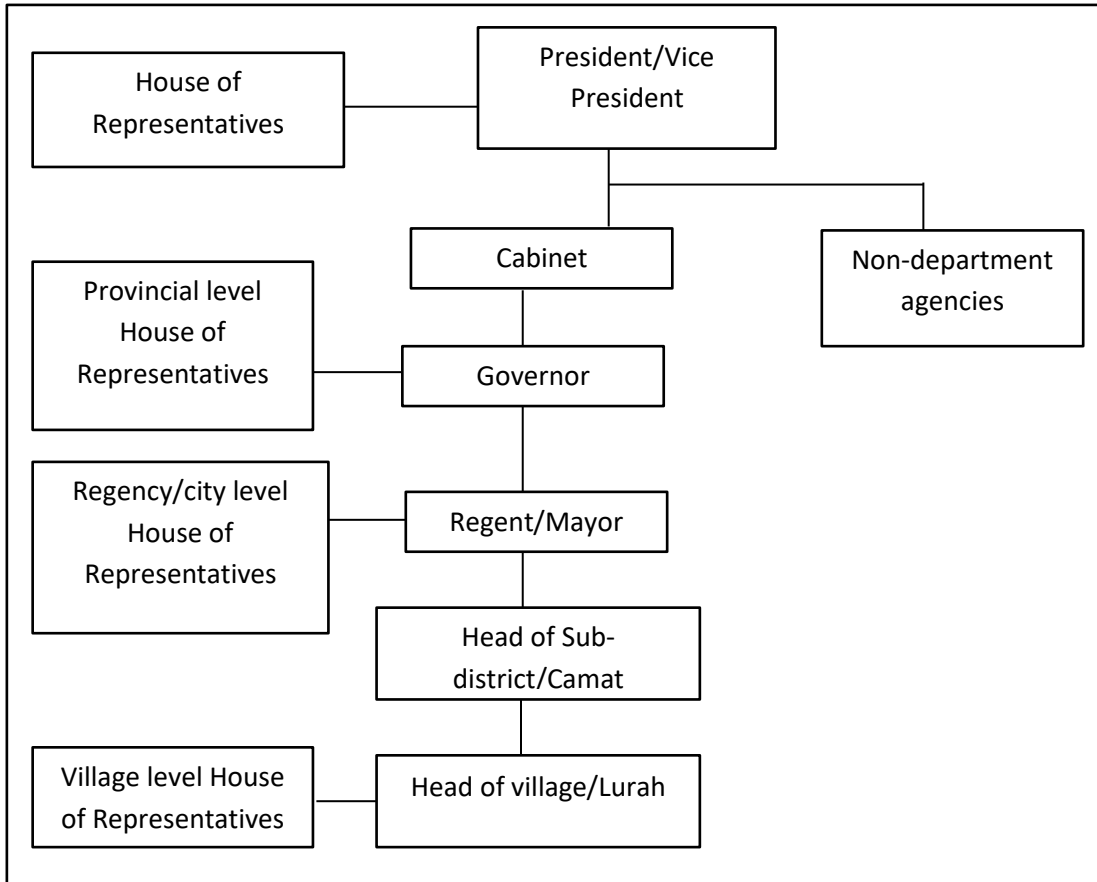 President/Vice
President
House of
Representatives
Cabinet
Non-department
agencies
Provincial level
House of
Representatives
Governor
Regency/city level
House of
Representatives
Regent/Mayor
Head of Sub-
district/Camat
Village level House
of Representatives
Head of village/Lurah